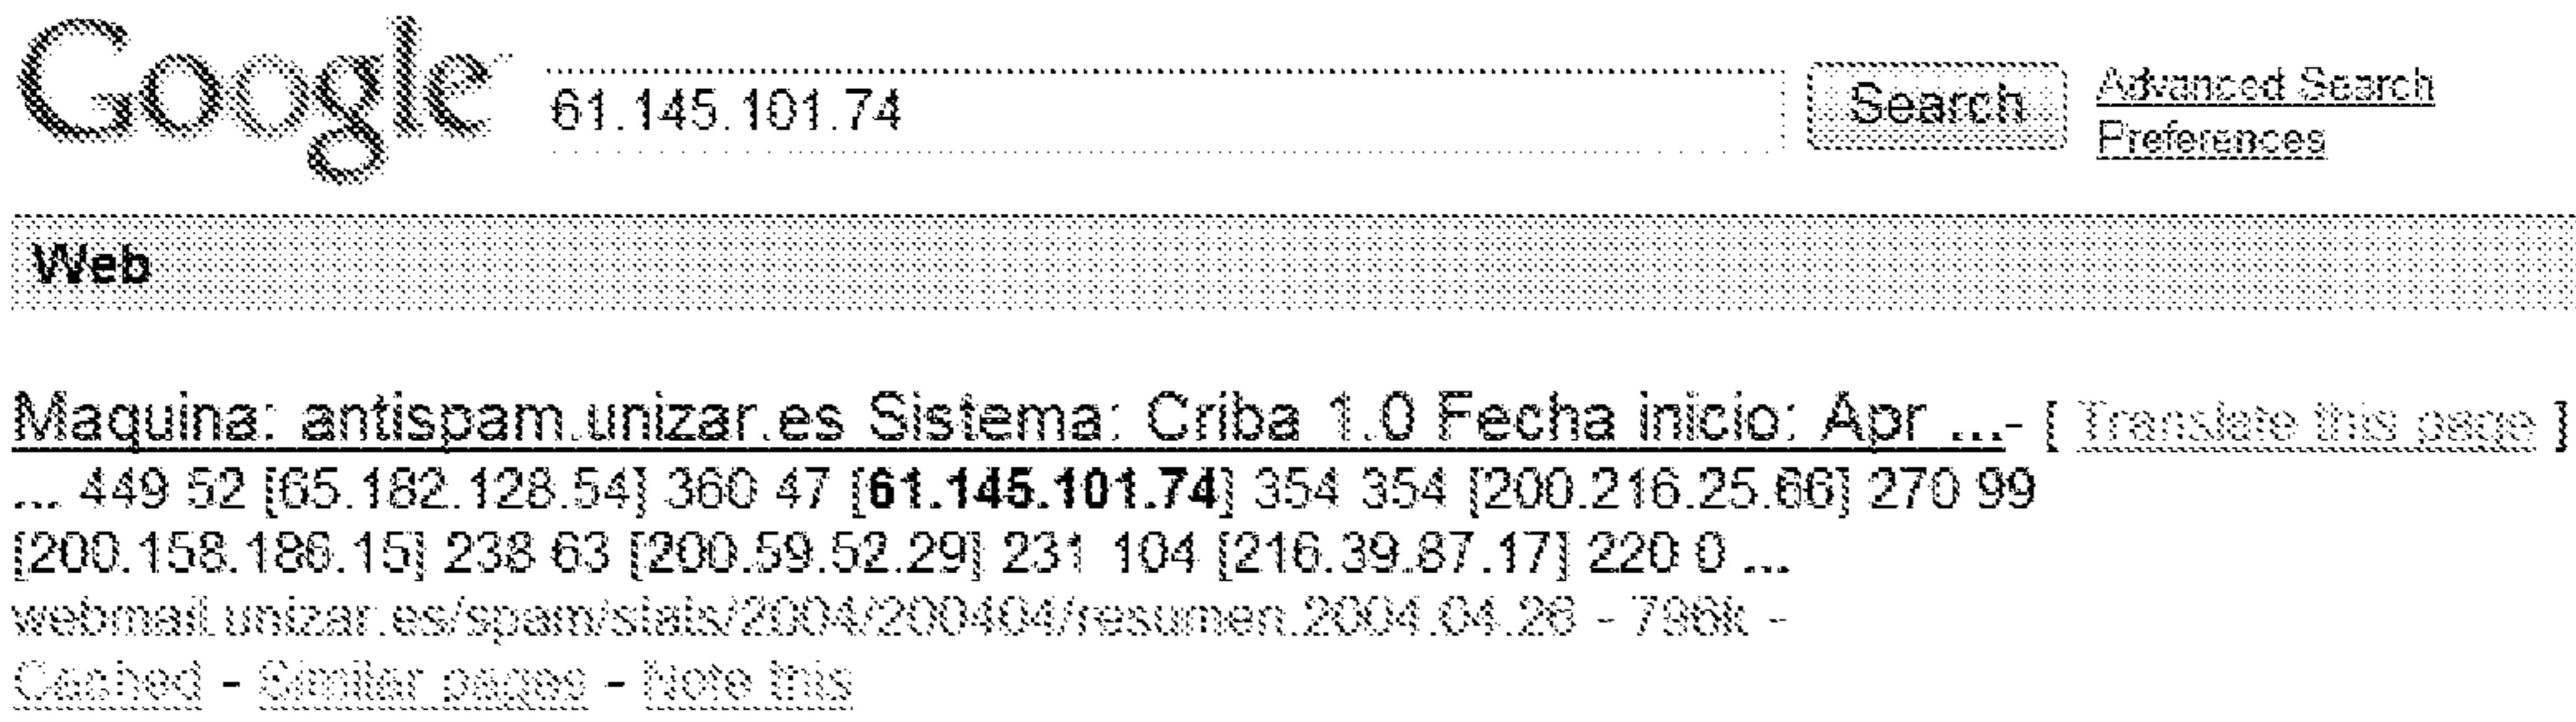 Google 61.145.101.74 Search Advanced Search
Preferences
Web
Maquina: antispam.unizar.es Sistema: Criba 1.0 Fecha inicio: Apr ...- [ Translate this page ]
... 449 52 [65.182.128.54] 360 47 [61.145.101.74] 354 354 [200.216.25.66] 270 99
[200.158.186.15] 238 63 [200.59.52.29] 231 104 [216.39.87.17] 220 0 ...
webmail.unizar.es/spam/stats/2004/200404/resumen.2004.04.26 - 796k -
Cached - Similar pages - Note this